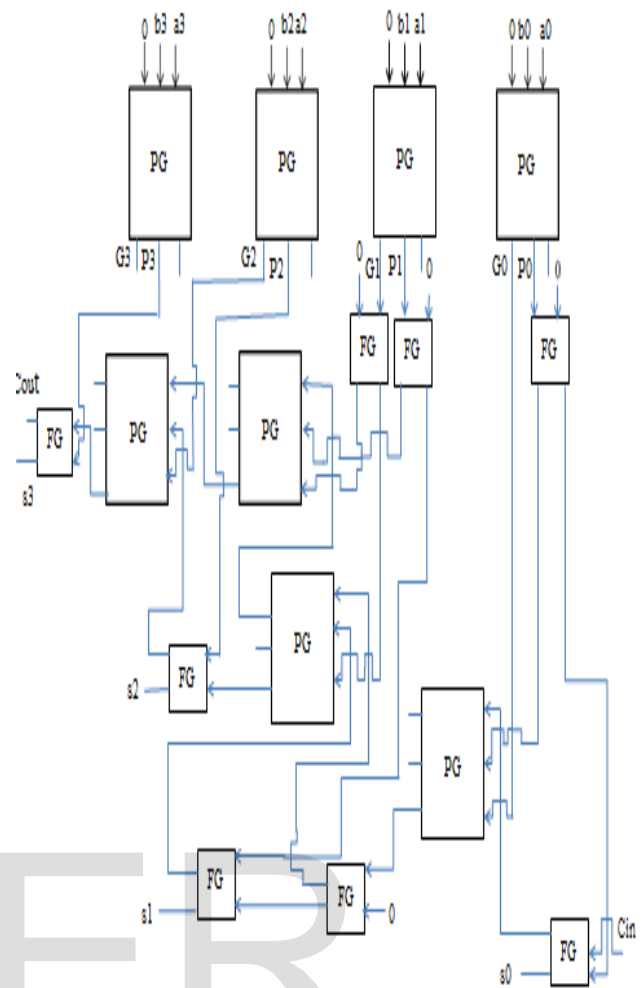 0 b3 a3 0 b2 a2 0 b1 a1 0 b0 a0
PG PG PG PG
G3 P3 G2 P2 0 G1 P1 0 G0 P0 0
FG FG FG
Cout FG PG PG
s3
PG
FG
s2
PG
FG FG
s1 0
Cin
FG
s0
ER